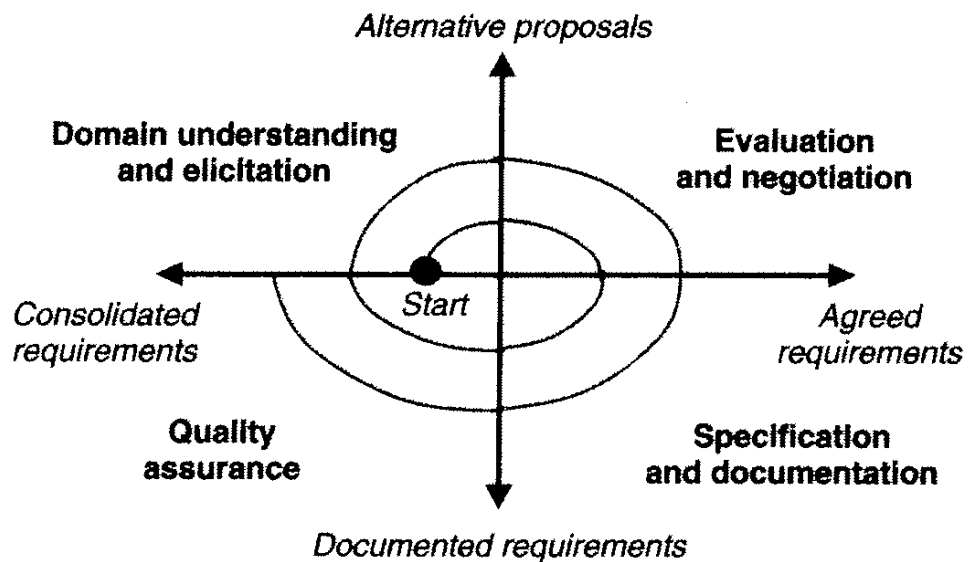 Alternative proposals
Domain understanding
and elicitation
Evaluation
and negotiation
Start
Consolidated
requirements
Agreed
requirements
Quality
assurance
Specification
and documentation
Documented requirements